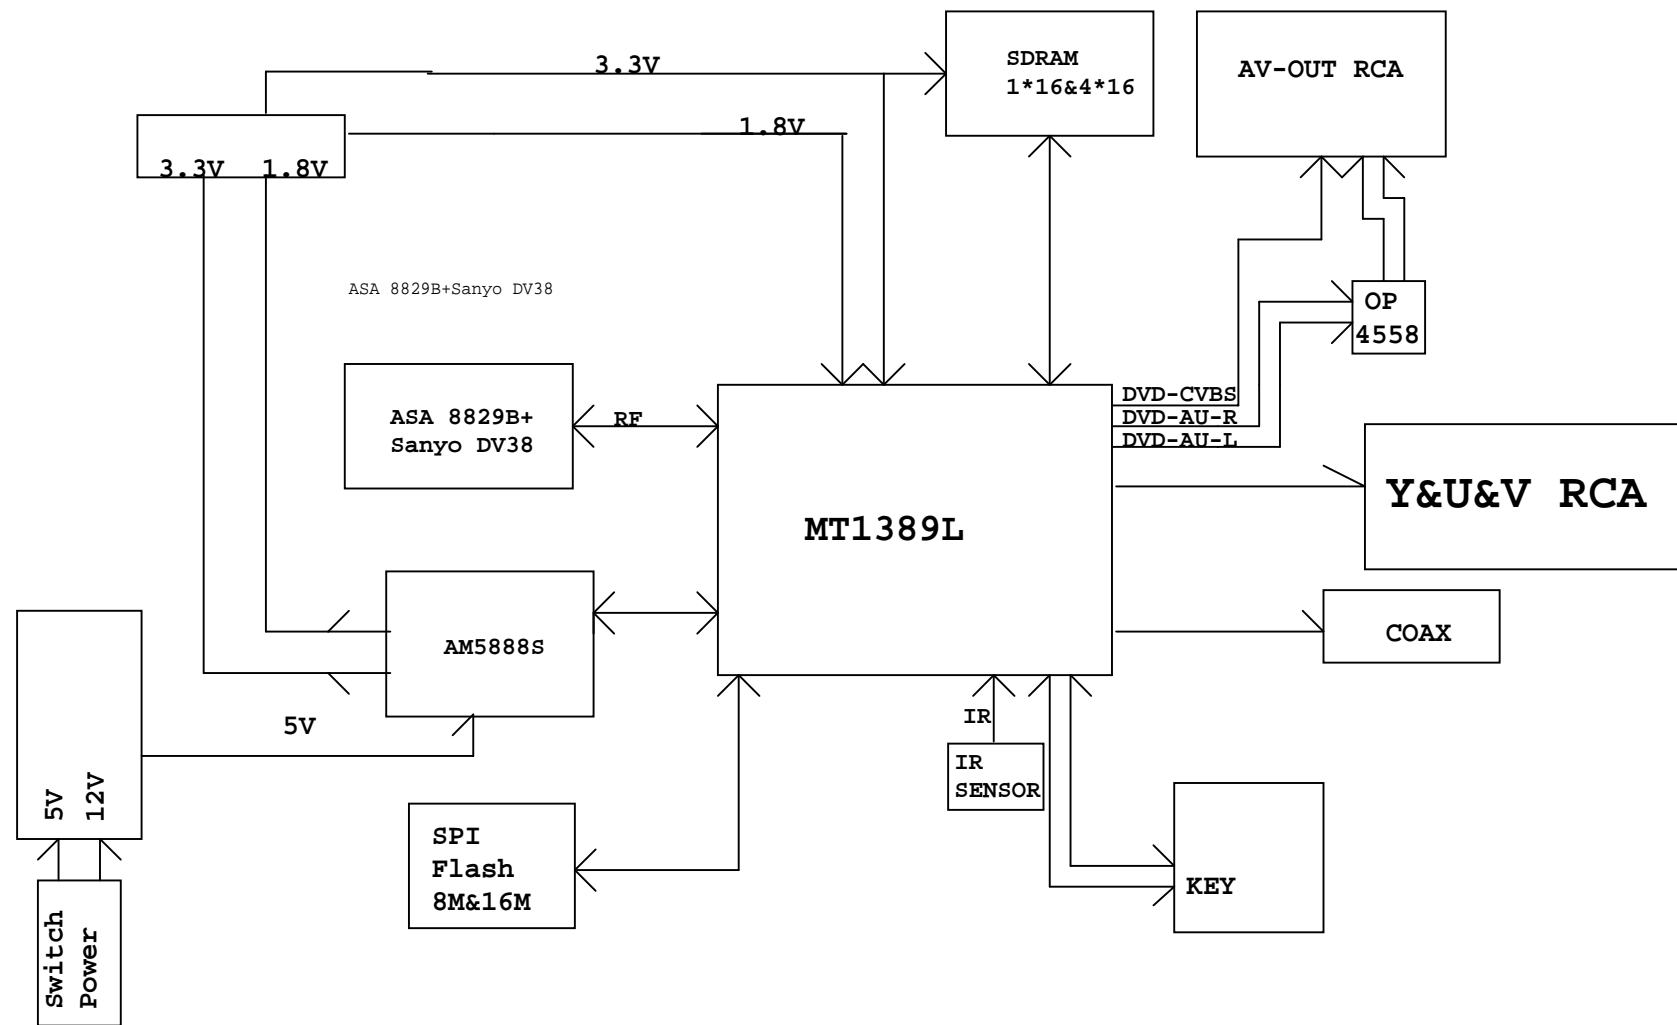 3.3V
SDRAM
1*16&4*16
AV-OUT RCA
1.8V
3.3V 1.8V
ASA 8829B+Sanyo DV38
OP
4558
ASA 8829B+
Sanyo DV38
RF
DVD-CVBS
DVD-AU-R
DVD-AU-L
Y&U&V RCA
MT1389L
AM5888S
COAX
5V
IR
IR
SENSOR
5V
12V
SPI
Flash
8M&16M
KEY
Switch
Power